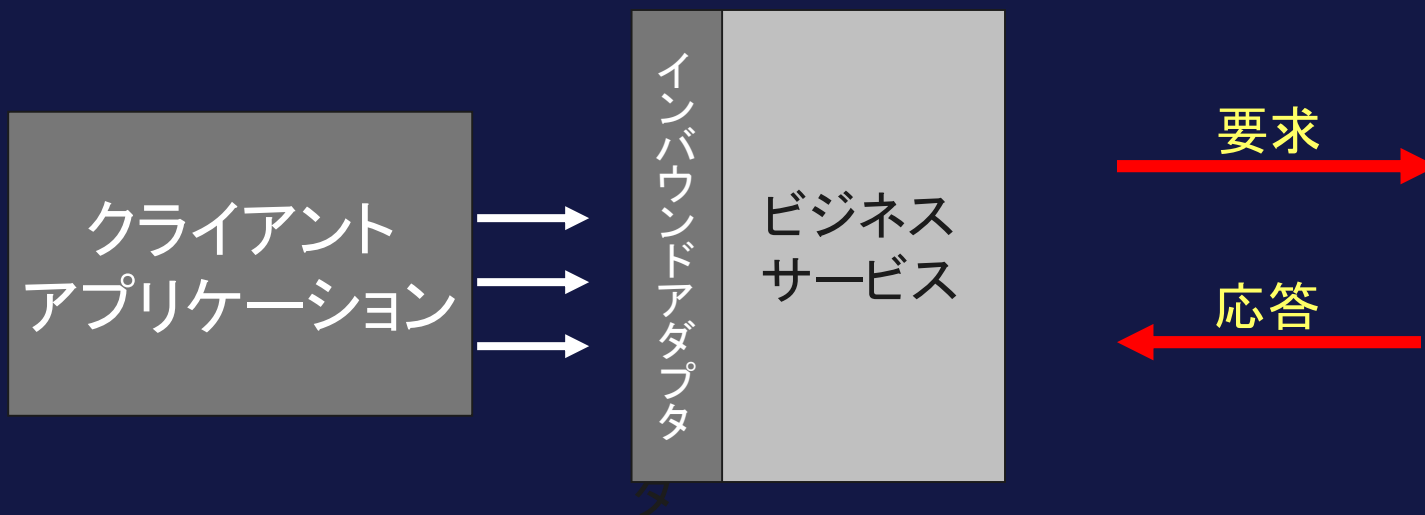 クライアント
アプリケーション
インバウンドアダプタ
ビジネス
サービス
要求
応答